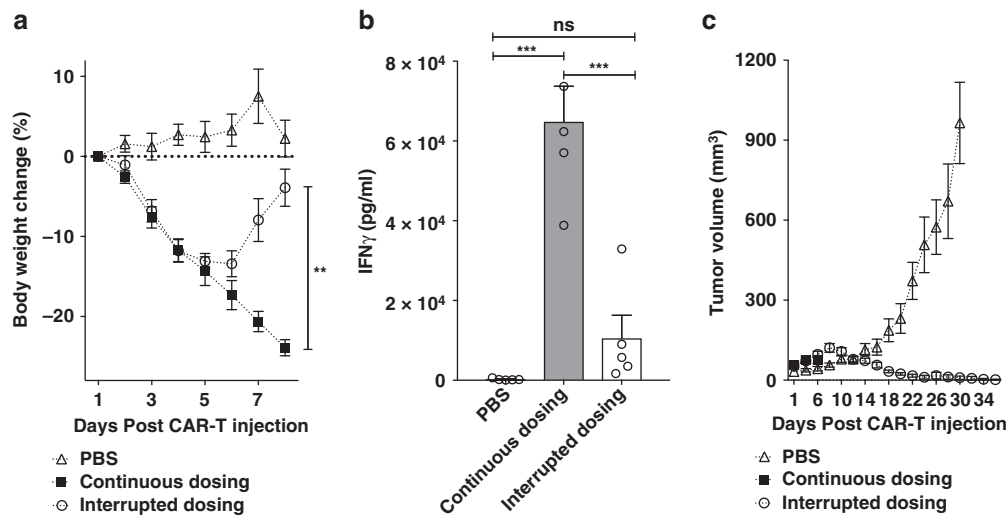 a
b
c
Body weight change (%)
10
0
–10
–20
1
3
5
7
Days Post CAR-T injection
**
PBS
Continuous dosing
Interrupted dosing
ns
***
***
IFNγ (pg/ml)
8 × 10⁴
6 × 10⁴
4 × 10⁴
2 × 10⁴
0
PBS
Continuous dosing
Interrupted dosing
Tumor volume (mm³)
1200
900
600
300
0
1
6
10
14
18
22
26
30
34
Days Post CAR-T injection
PBS
Continuous dosing
Interrupted dosing